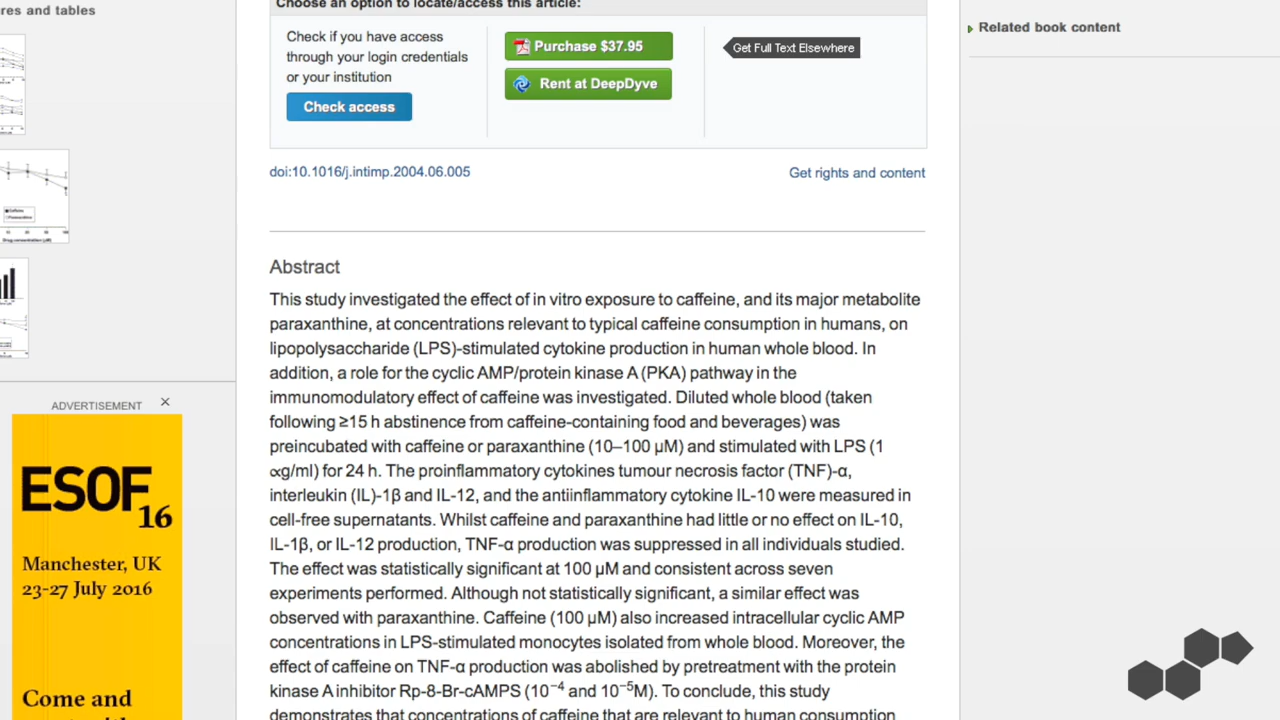 Choose an option to locate/access this article:
res and tables
Related book content
Check if you have access
through your login credentials
or your institution
Check access
Purchase $37.95
Rent at DeepDyve
Get Full Text Elsewhere
doi:10.1016/j.intimp.2004.06.005
Get rights and content
Abstract
This study investigated the effect of in vitro exposure to caffeine, and its major metabolite
paraxanthine, at concentrations relevant to typical caffeine consumption in humans, on
lipopolysaccharide (LPS)-stimulated cytokine production in human whole blood. In
addition, a role for the cyclic AMP/protein kinase A (PKA) pathway in the
immunomodulatory effect of caffeine was investigated. Diluted whole blood (taken
following ≥15 h abstinence from caffeine-containing food and beverages) was
preincubated with caffeine or paraxanthine (10–100 μM) and stimulated with LPS (1
∝g/ml) for 24 h. The proinflammatory cytokines tumour necrosis factor (TNF)-α,
interleukin (IL)-1β and IL-12, and the antiinflammatory cytokine IL-10 were measured in
cell-free supernatants. Whilst caffeine and paraxanthine had little or no effect on IL-10,
IL-1β, or IL-12 production, TNF-α production was suppressed in all individuals studied.
The effect was statistically significant at 100 μM and consistent across seven
experiments performed. Although not statistically significant, a similar effect was
observed with paraxanthine. Caffeine (100 μM) also increased intracellular cyclic AMP
concentrations in LPS-stimulated monocytes isolated from whole blood. Moreover, the
effect of caffeine on TNF-α production was abolished by pretreatment with the protein
kinase A inhibitor Rp-8-Br-cAMPS (10⁻⁴ and 10⁻⁵M). To conclude, this study
demonstrates that concentrations of caffeine that are relevant to human consumption
ADVERTISEMENT ×
ESOF
16
Manchester, UK
23-27 July 2016
Come and